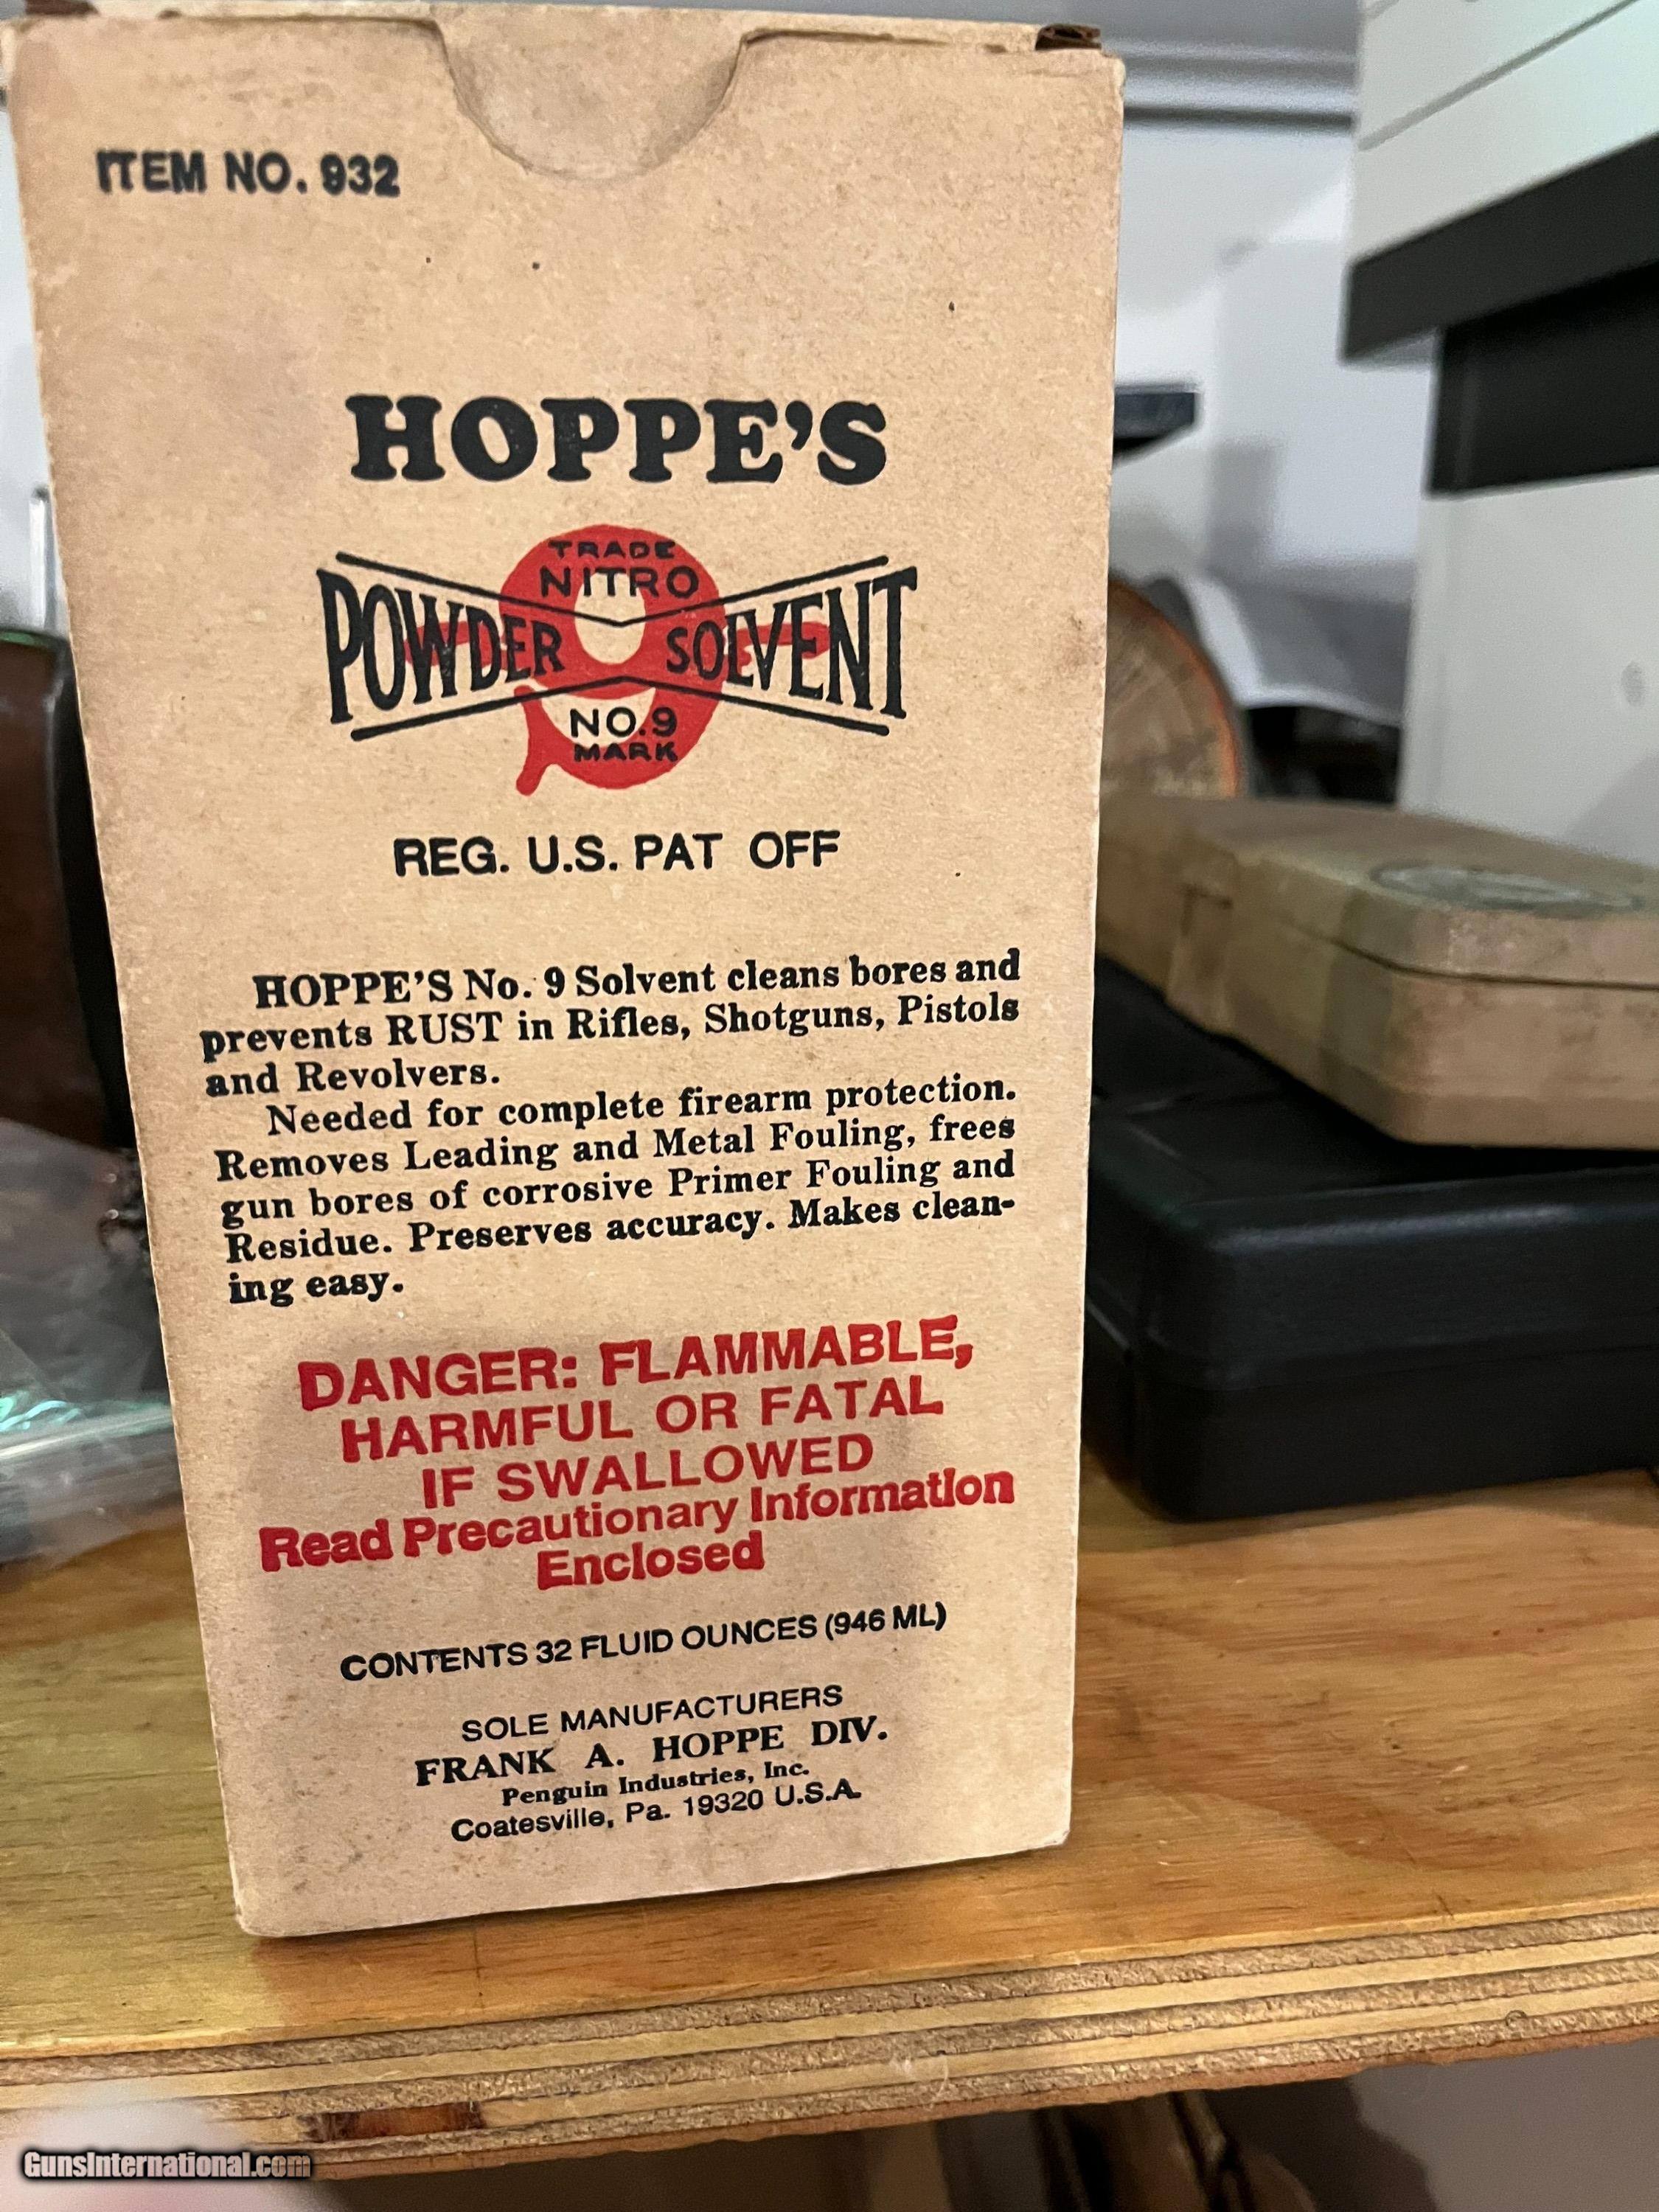 ITEM NO. 932
HOPPE'S
TRADE
NITRO
POWDER SOLVENT
NO. 9
MARK
REG. U.S. PAT OFF
HOPPE'S No. 9 Solvent cleans bores and
prevents RUST in Rifles, Shotguns, Pistols
and Revolvers.
Needed for complete firearm protection.
Removes Leading and Metal Fouling, frees
gun bores of corrosive Primer Fouling and
Residue. Preserves accuracy. Makes clean-
ing easy.
DANGER: FLAMMABLE,
HARMFUL OR FATAL
IF SWALLOWED
Read Precautionary Information
Enclosed
CONTENTS 32 FLUID OUNCES (946 ML)
SOLE MANUFACTURERS
FRANK A. HOPPE DIV.
Penguin Industries, Inc.
Coatesville, Pa. 19320 U.S.A.
GunsInternational.com